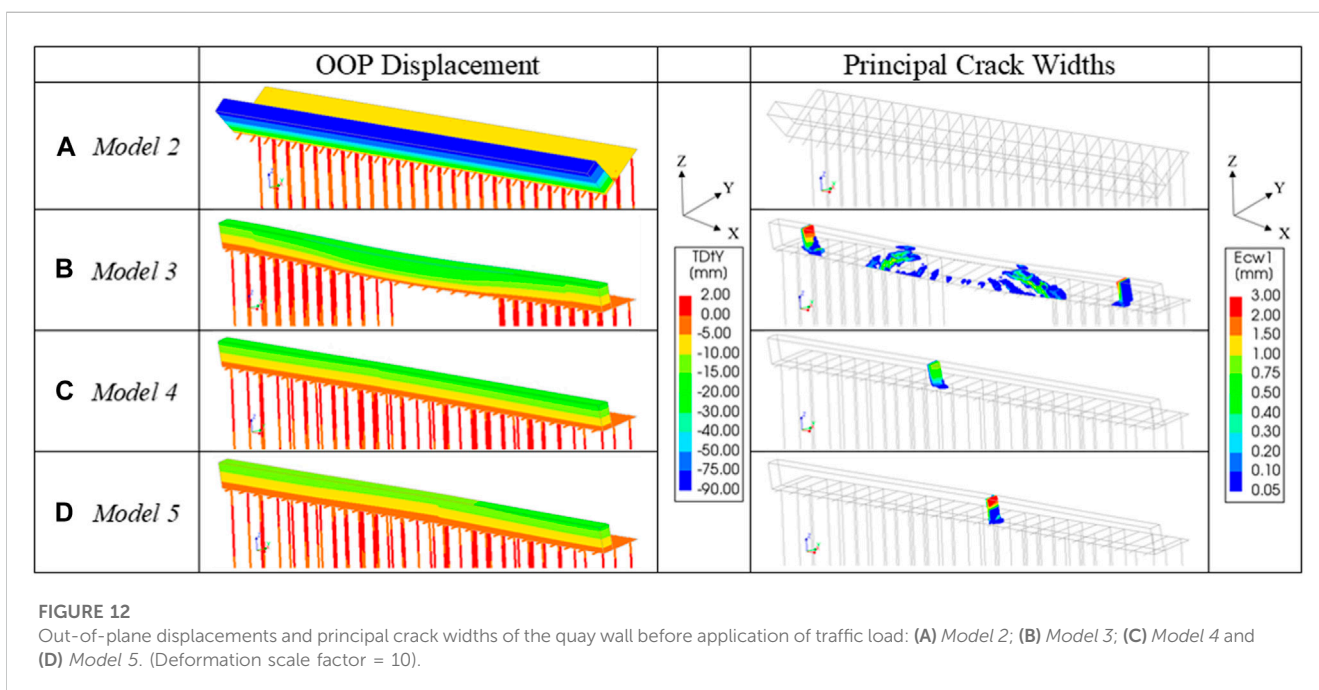 OOP Displacement
Principal Crack Widths
A Model 2
B Model 3
C Model 4
D Model 5
Z
Y
X
TDtY
(mm)
2.00
0.00
-5.00
-10.00
-15.00
-20.00
-30.00
-40.00
-50.00
-75.00
-90.00
Z
Y
X
Ecw1
(mm)
3.00
2.00
1.50
1.00
0.75
0.50
0.40
0.30
0.20
0.10
0.05
FIGURE 12
Out-of-plane displacements and principal crack widths of the quay wall before application of traffic load: (A) Model 2; (B) Model 3; (C) Model 4 and
(D) Model 5. (Deformation scale factor = 10).